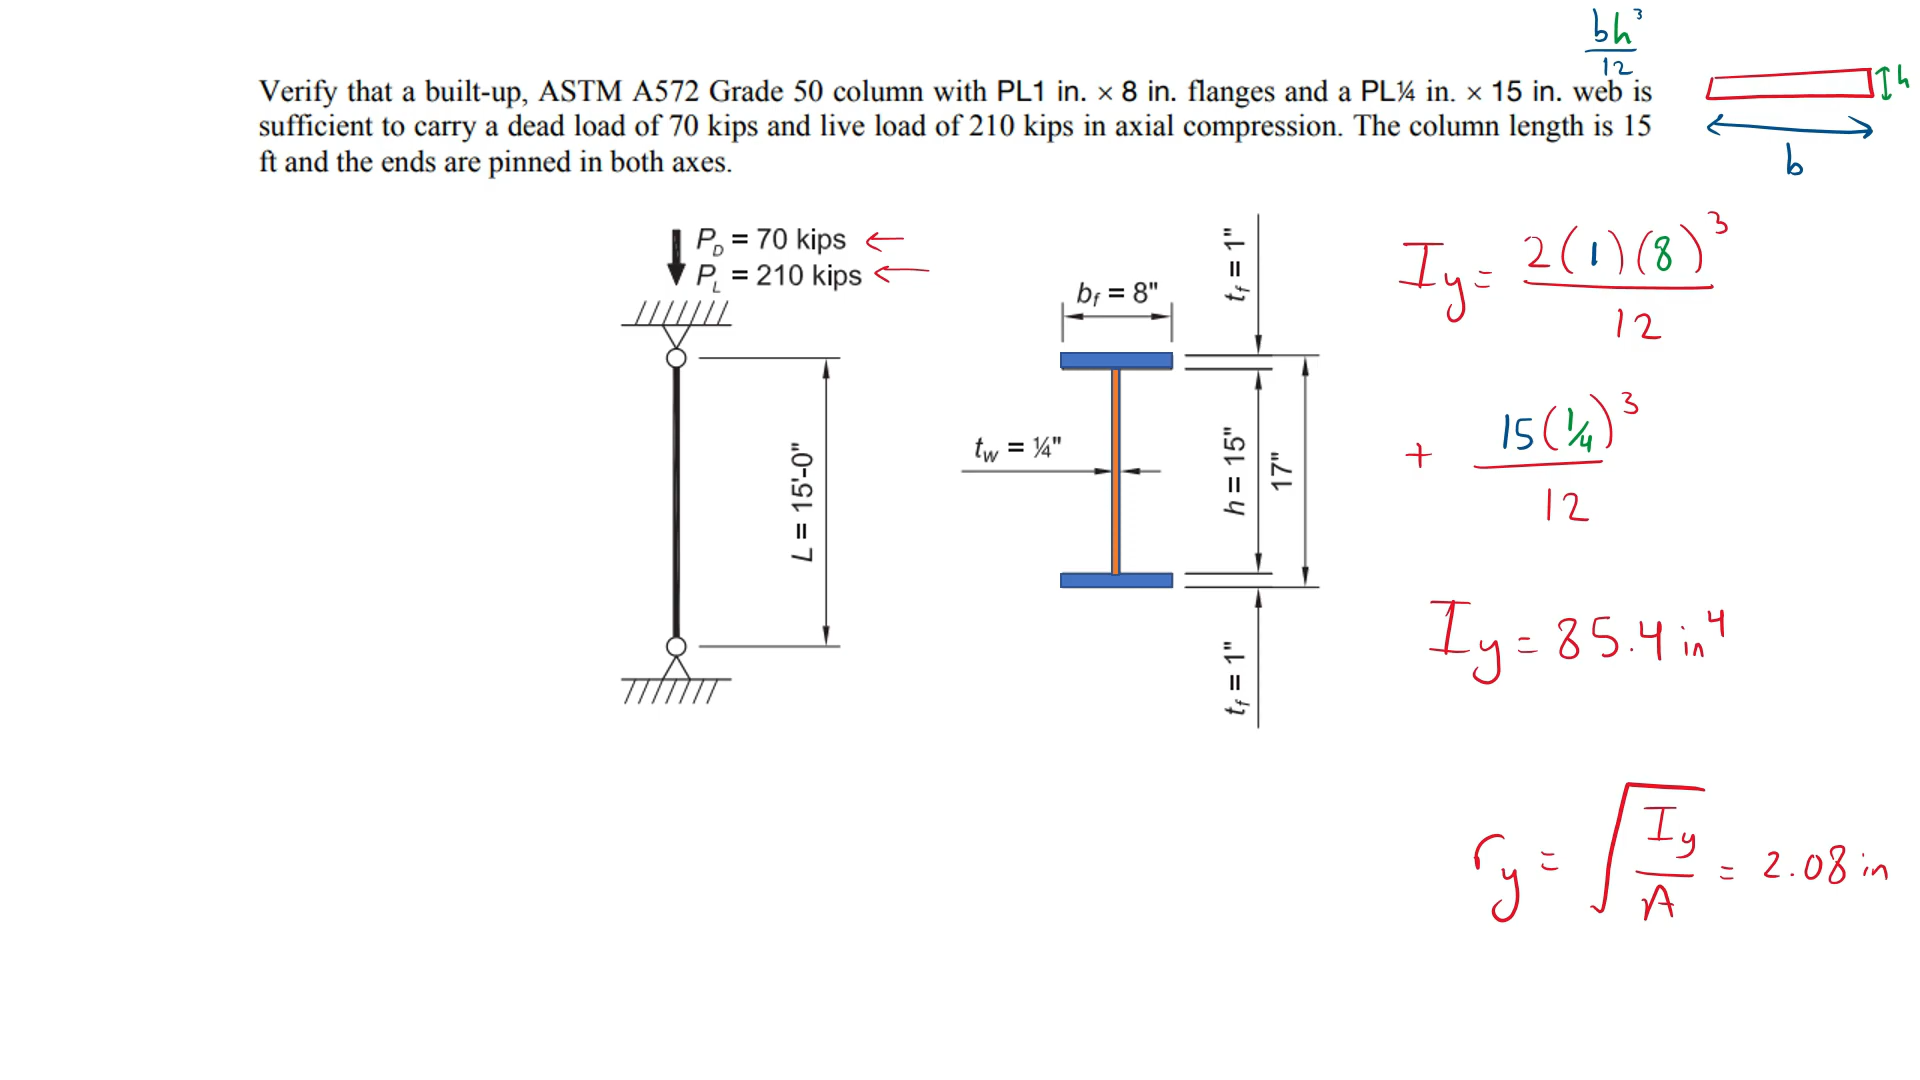 bh³
12
Verify that a built-up, ASTM A572 Grade 50 column with PL1 in. × 8 in. flanges and a PL¼ in. × 15 in. web is
sufficient to carry a dead load of 70 kips and live load of 210 kips in axial compression. The column length is 15
ft and the ends are pinned in both axes.
h
b
P_D = 70 kips ←
P_L = 210 kips ←
L = 15'-0"
b_f = 8"
t_f = 1"
t_w = ¼"
h = 15"
17"
t_f = 1"
I_y = 2(1)(8)³
12
+ 15(1/4)³
12
I_y = 85.4 in⁴
r_y = √ I_y / A = 2.08 in